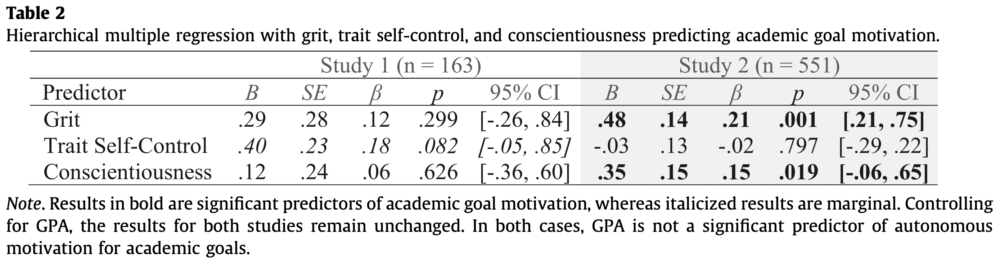 Table 2
Hierarchical multiple regression with grit, trait self-control, and conscientiousness predicting academic goal motivation.
Study 1 (n = 163) Study 2 (n = 551)
Predictor B SE β p 95% CI B SE β p 95% CI
Grit .29 .28 .12 .299 [-.26, .84] .48 .14 .21 .001 [.21, .75]
Trait Self-Control .40 .23 .18 .082 [-.05, .85] -.03 .13 -.02 .797 [-.29, .22]
Conscientiousness .12 .24 .06 .626 [-.36, .60] .35 .15 .15 .019 [-.06, .65]
Note. Results in bold are significant predictors of academic goal motivation, whereas italicized results are marginal. Controlling
for GPA, the results for both studies remain unchanged. In both cases, GPA is not a significant predictor of autonomous
motivation for academic goals.